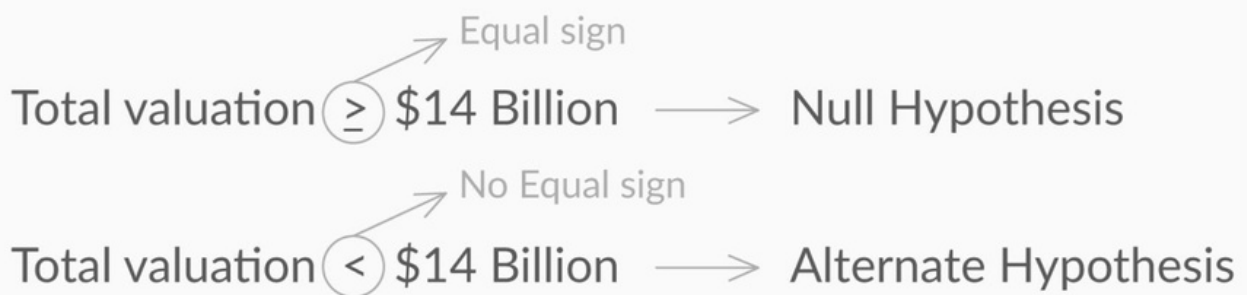 Equal sign
Total valuation ≥ $14 Billion Null Hypothesis
No Equal sign
Total valuation < $14 Billion Alternate Hypothesis